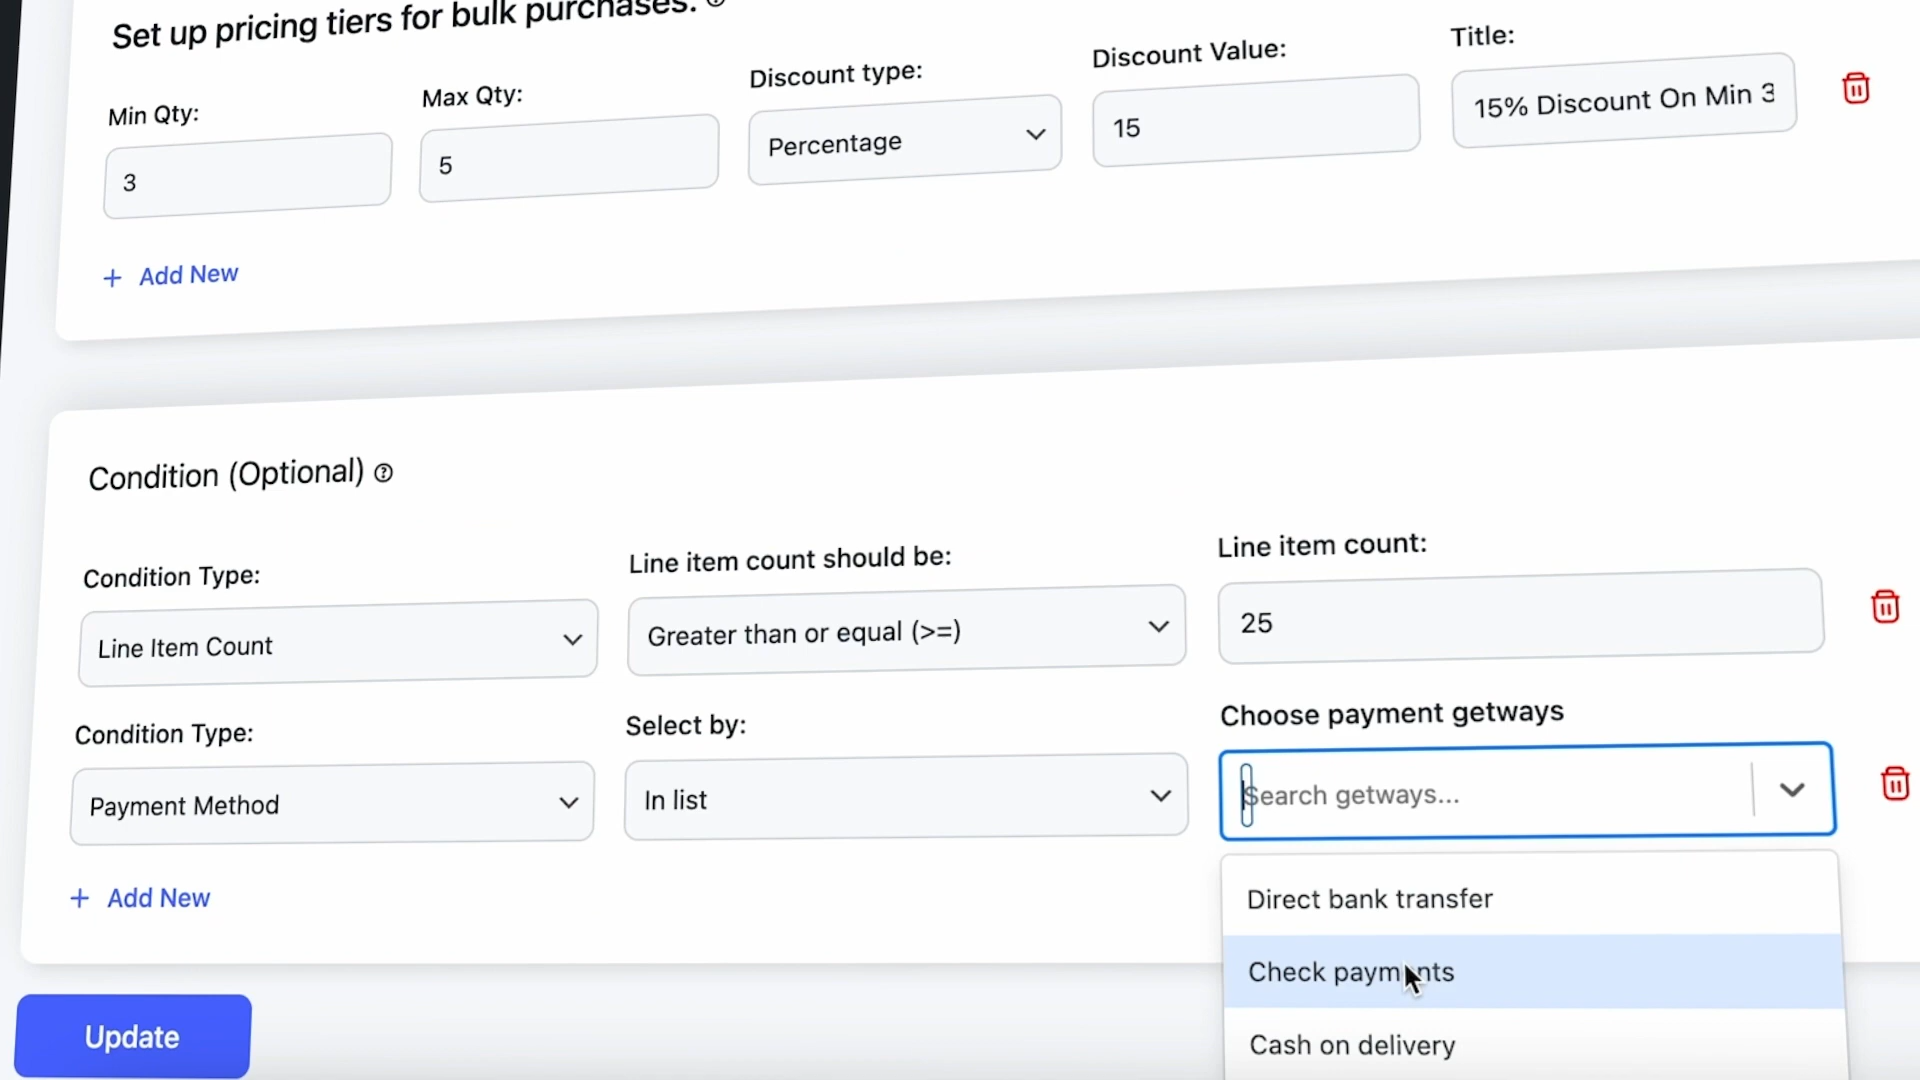 Set up pricing tiers for bulk purchases.
Min Qty:
Max Qty:
Discount type:
Discount Value:
Title:
3
5
Percentage
15
15% Discount On Min 3
+ Add New
Condition (Optional)
Condition Type:
Line item count should be:
Line item count:
Line Item Count
Greater than or equal (>=)
25
Condition Type:
Select by:
Choose payment getways
Payment Method
In list
Search getways...
+ Add New
Direct bank transfer
Check payments
Cash on delivery
Update